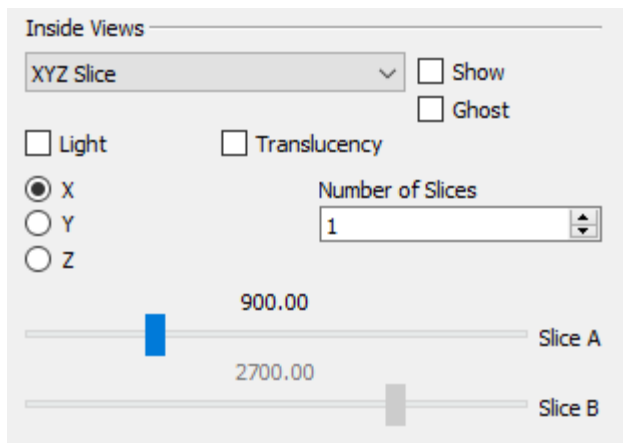 Inside Views
XYZ Slice
Show
Ghost
Light
Translucency
X
Number of Slices
Y
1
Z
900.00
Slice A
2700.00
Slice B